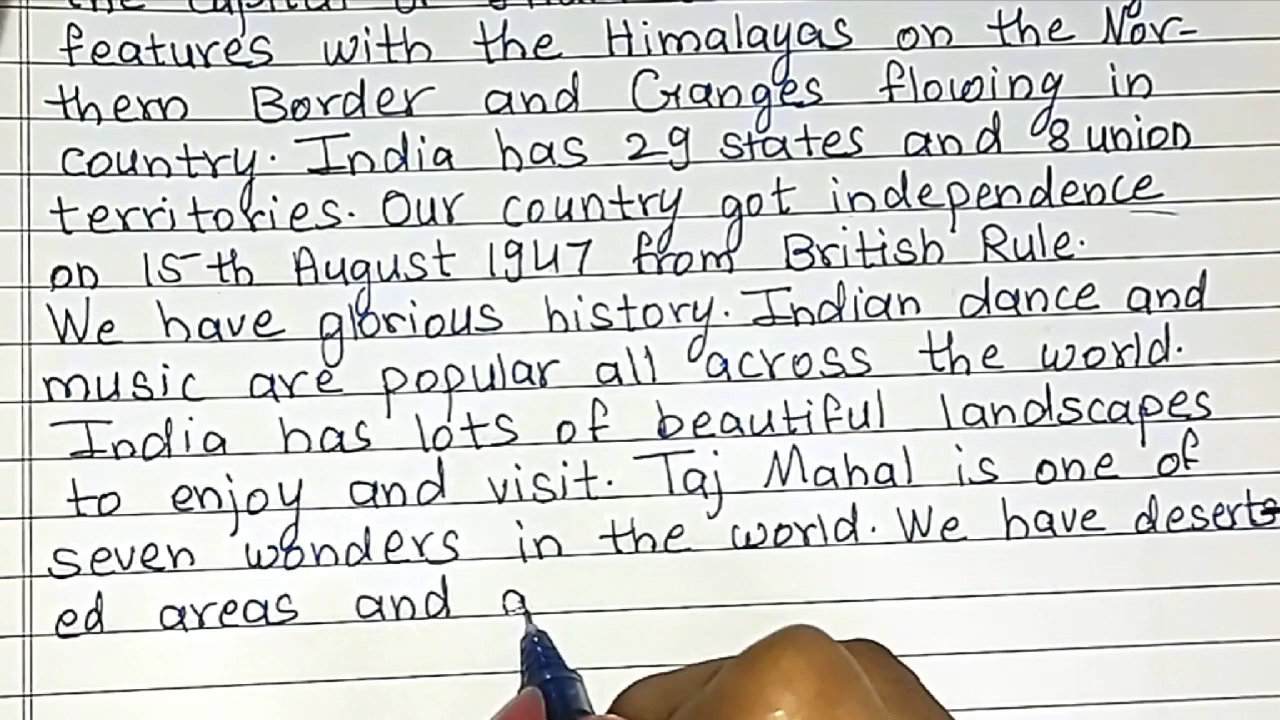 the capital of
features with the Himalayas on the Nor-
thern Border and Ganges flowing in
country. India has 29 states and 8 union
territories. Our country got independence
on 15th August 1947 from British Rule.
We have glorious history. Indian dance and
music are popular all across the world.
India has lots of beautiful landscapes
to enjoy and visit. Taj Mahal is one of
seven wonders in the world. We have desert-
ed areas and